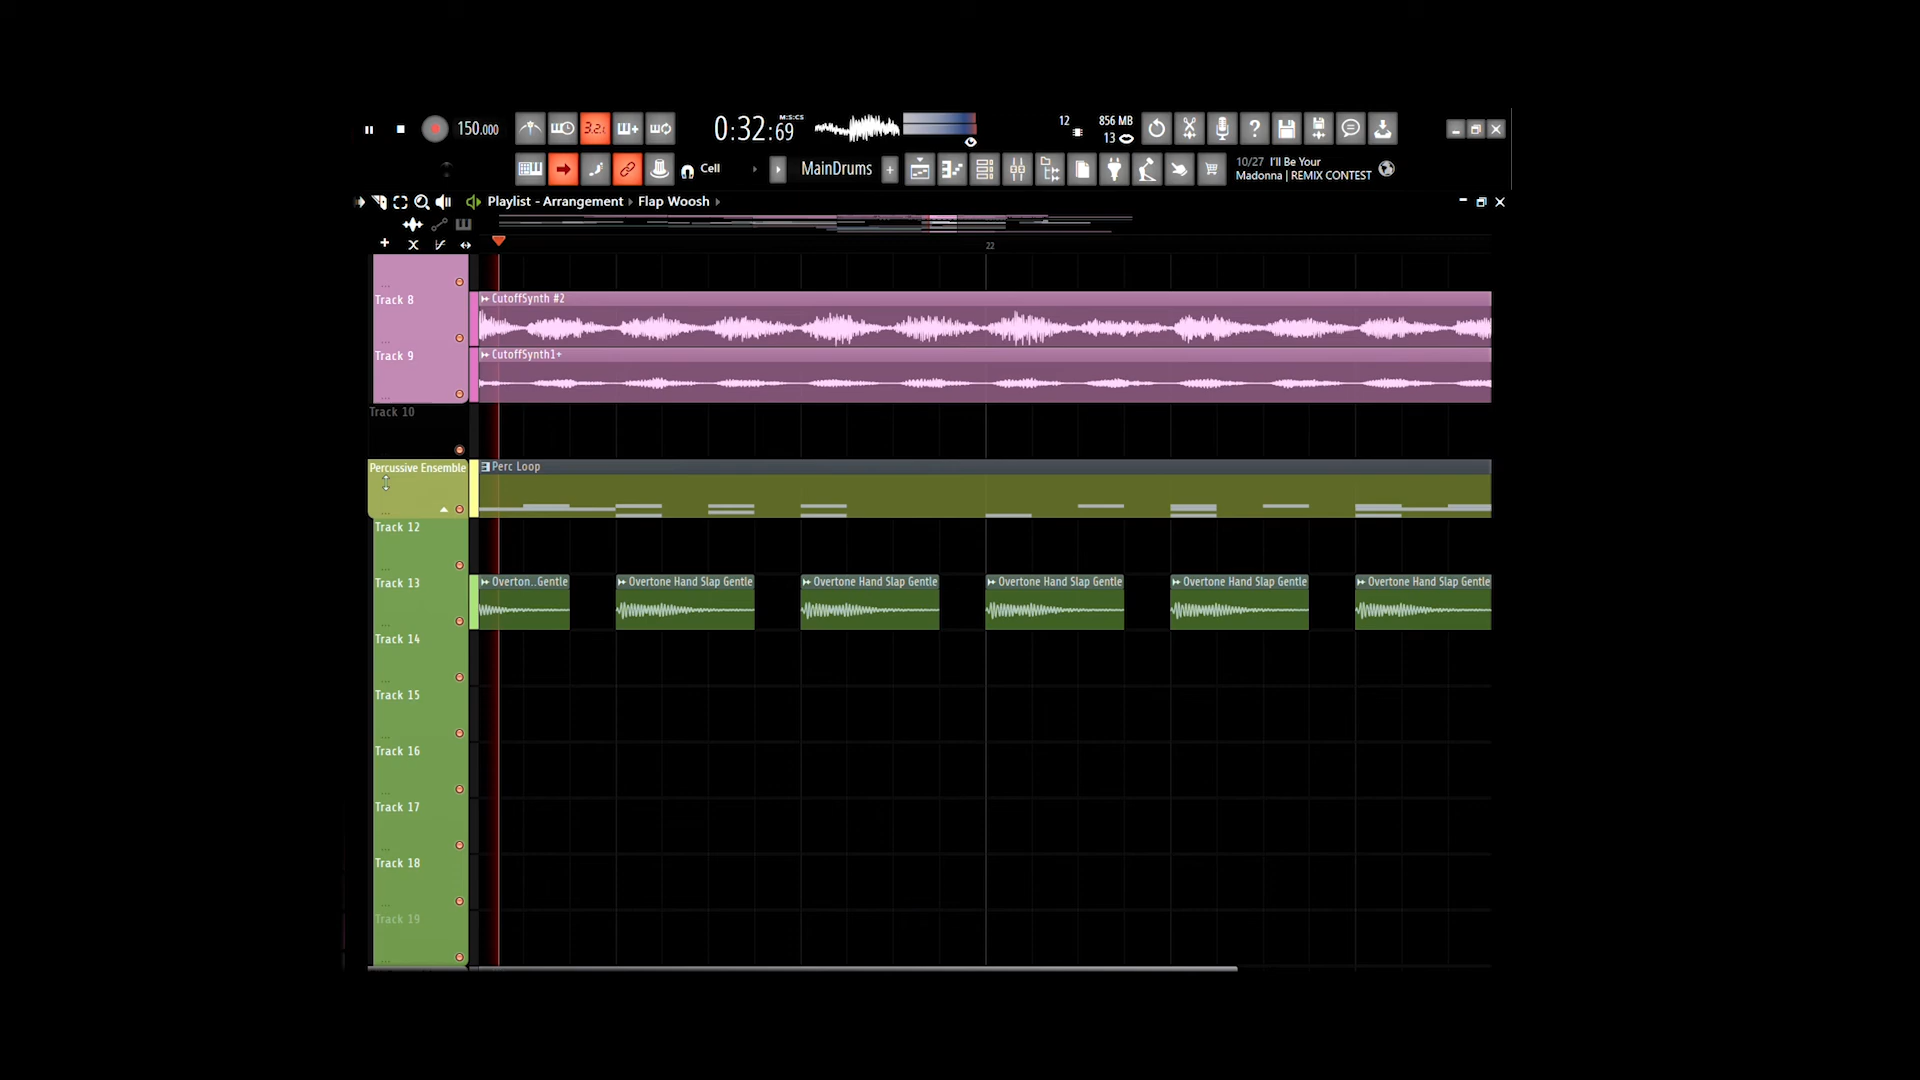 150.000
3.2.
0:32:69
M:S:CS
12
856 MB
13
?
Cell
MainDrums
+
10/27 I'll Be Your
Madonna | REMIX CONTEST
Playlist - Arrangement
Flap Woosh
22
Track 8
CutoffSynth #2
Track 9
CutoffSynth1+
Track 10
Percussive Ensemble
Perc Loop
Track 12
Track 13
Overton..Gentle
Overtone Hand Slap Gentle
Overtone Hand Slap Gentle
Overtone Hand Slap Gentle
Overtone Hand Slap Gentle
Overtone Hand Slap Gentle
Track 14
Track 15
Track 16
Track 17
Track 18
Track 19